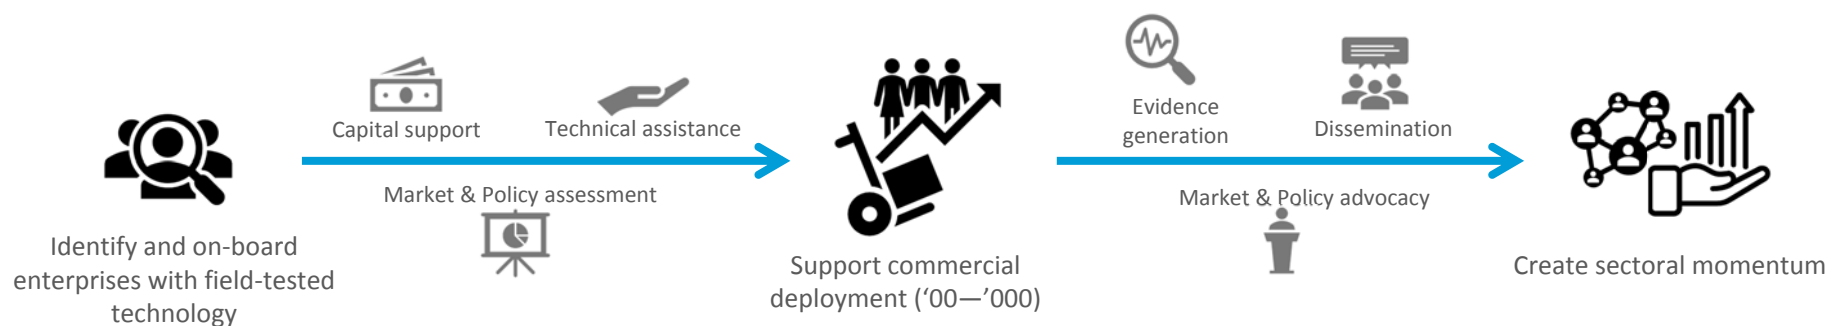 Capital support
Technical assistance
Market & Policy assessment
Identify and on-board
enterprises with field-tested
technology
Support commercial
deployment (‘00—’000)
Evidence
generation
Dissemination
Market & Policy advocacy
Create sectoral momentum